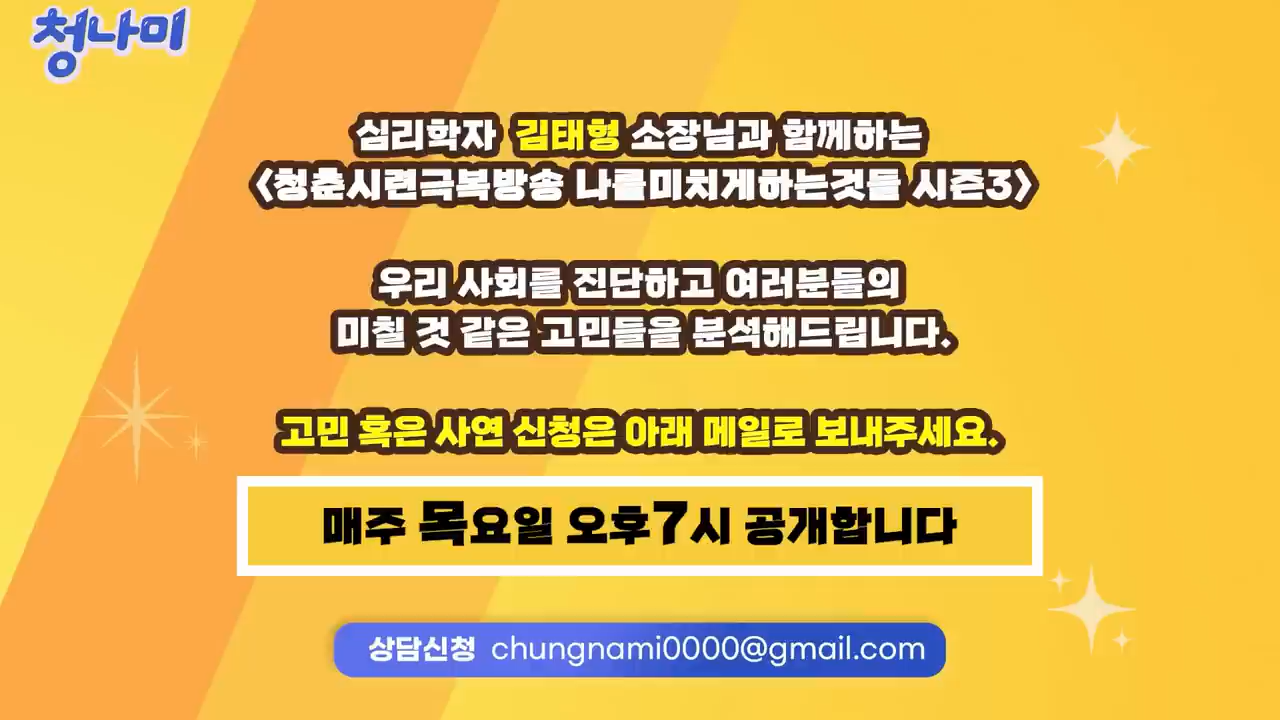 청나미
심리학자 김태형 소장님과 함께하는
<청춘시련극복방송 나를미치게하는것들 시즌3>
우리 사회를 진단하고 여러분들의
미칠 것 같은 고민들을 분석해드립니다.
고민 혹은 사연 신청은 아래 메일로 보내주세요.
매주 목요일 오후7시 공개합니다
상담신청 chungnami0000@gmail.com